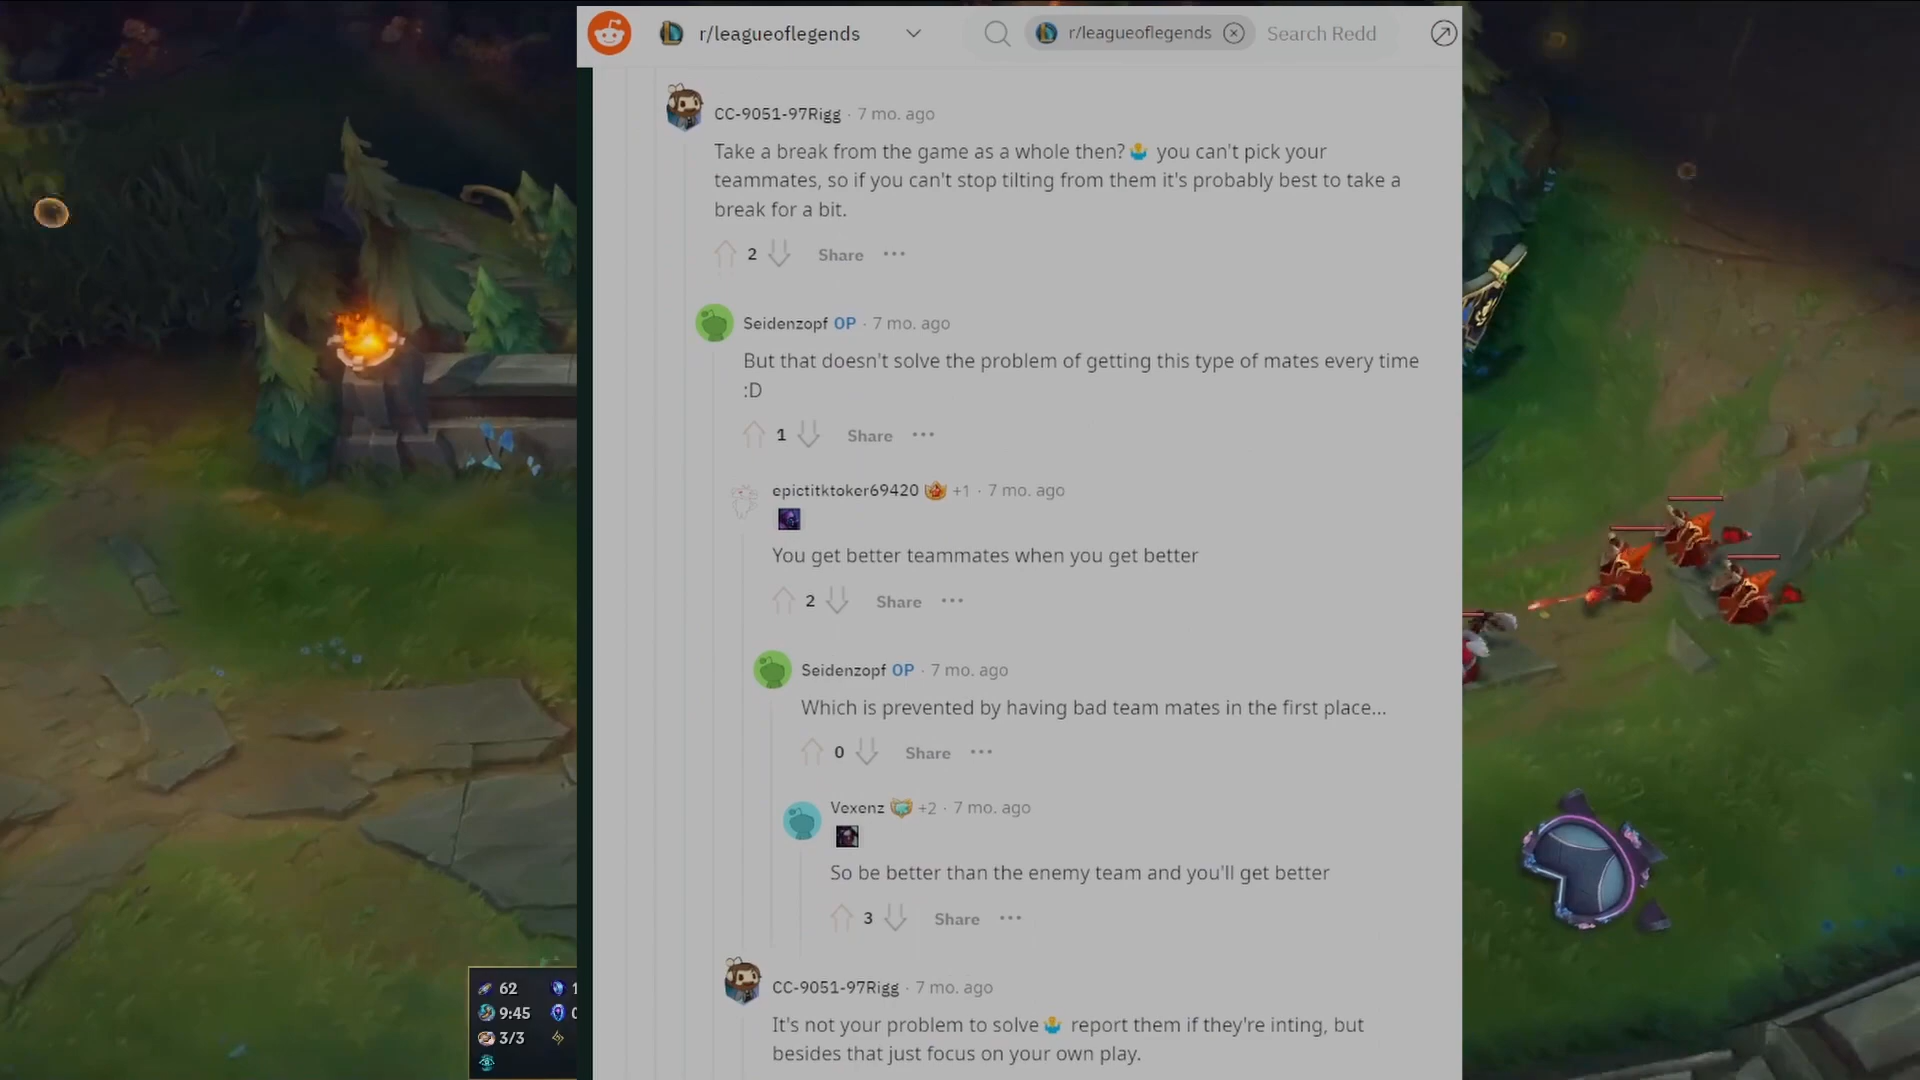 r/leagueoflegends
r/leagueoflegends
Search Redd
CC-9051-97Rigg · 7 mo. ago
Take a break from the game as a whole then? 🤷 you can't pick your
teammates, so if you can't stop tilting from them it's probably best to take a
break for a bit.
2 Share ···
Seidenzopf OP · 7 mo. ago
But that doesn't solve the problem of getting this type of mates every time
:D
1 Share ···
epictitktoker69420 +1 · 7 mo. ago
You get better teammates when you get better
2 Share ···
Seidenzopf OP · 7 mo. ago
Which is prevented by having bad team mates in the first place...
0 Share ···
Vexenz +2 · 7 mo. ago
So be better than the enemy team and you'll get better
3 Share ···
CC-9051-97Rigg · 7 mo. ago
It's not your problem to solve 🤷 report them if they're inting, but
besides that just focus on your own play.
62 1
9:45 0
3/3